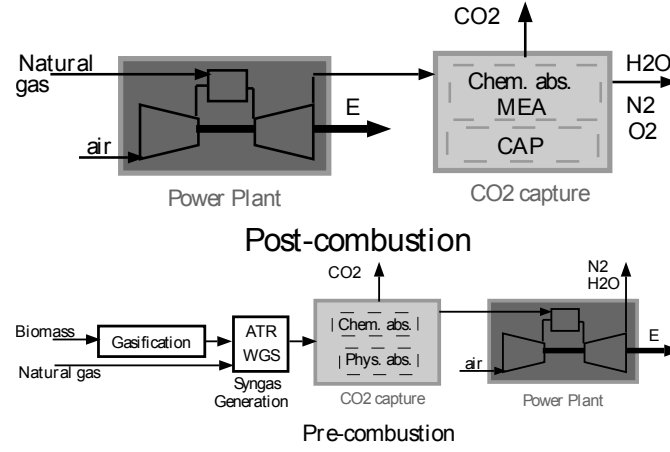 CO2
Natural
gas
air
E
Power Plant
Chem. abs.
MEA
CAP
CO2 capture
H2O
N2
O2
Post-combustion
CO2
N2
H2O
Biomass
Gasification
Natural gas
ATR
WGS
Syngas
Generation
Chem. abs.
Phys. abs.
CO2 capture
air
E
Power Plant
Pre-combustion